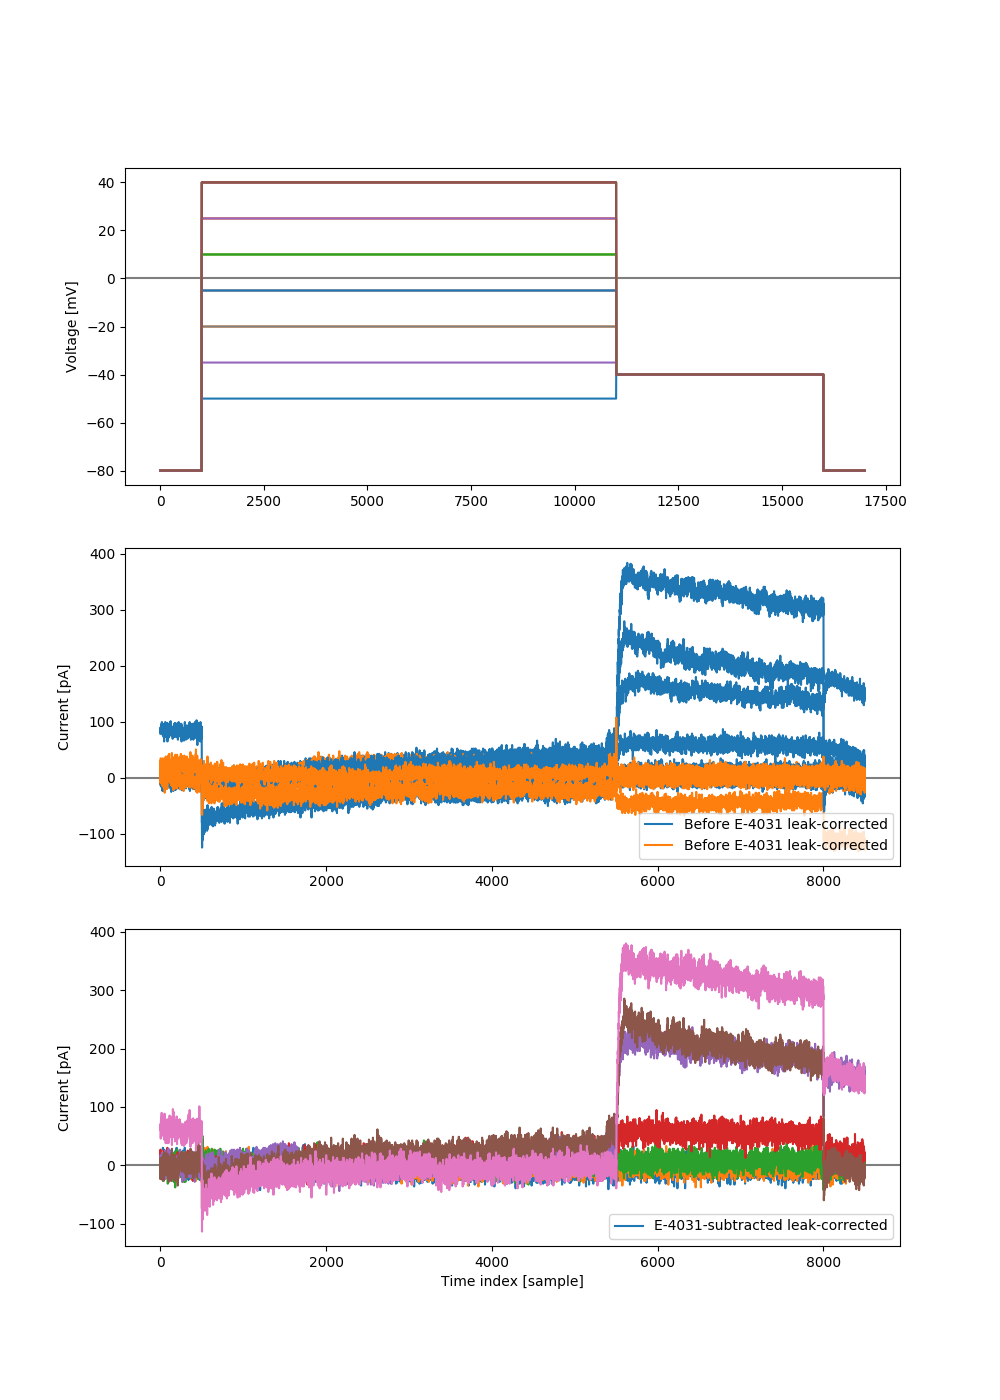 40
20
0
−20
−40
−60
−80
Voltage [mV]
0 2500 5000 7500 10000 12500 15000 17500
400
300
200
100
0
−100
Current [pA]
Before E-4031 leak-corrected
Before E-4031 leak-corrected
0 2000 4000 6000 8000
400
300
200
100
0
−100
Current [pA]
E-4031-subtracted leak-corrected
0 2000 4000 6000 8000
Time index [sample]